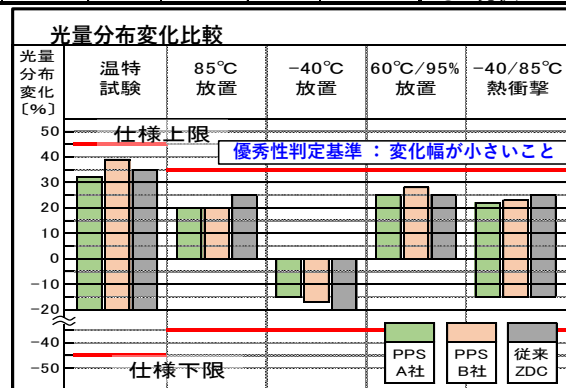 光量分布変化比較
光量
分布
変化
〔%〕
温特
試験
85℃
放置
-40℃
放置
60℃/95%
放置
-40/85℃
熱衝撃
50
40
30
20
10
0
-10
-20
-40
-50
仕様上限
優秀性判定基準 : 変化幅が小さいこと
仕様下限
PPS
A社
PPS
B社
従来
ZDC